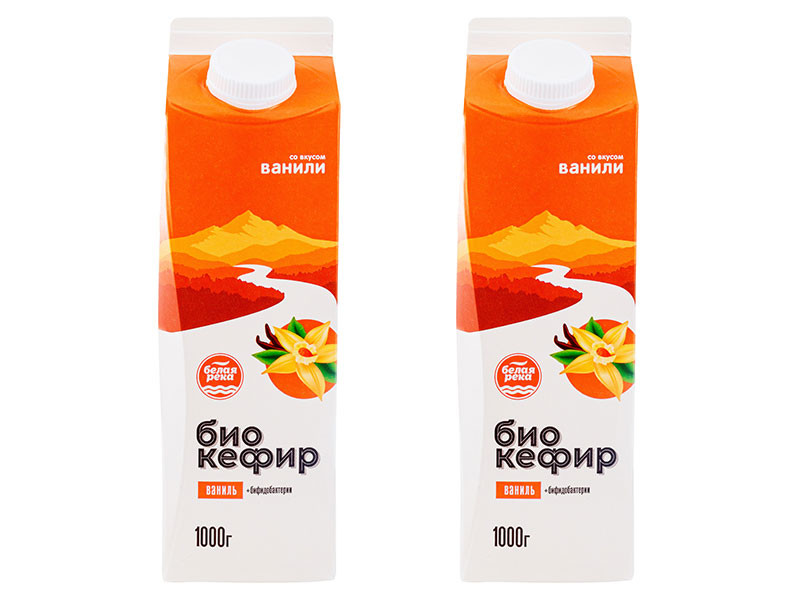 со вкусом
ванили
белая
река
био
кефир
ваниль +бифидобактерии
1000г
со вкусом
ванили
белая
река
био
кефир
ваниль +бифидобактерии
1000г